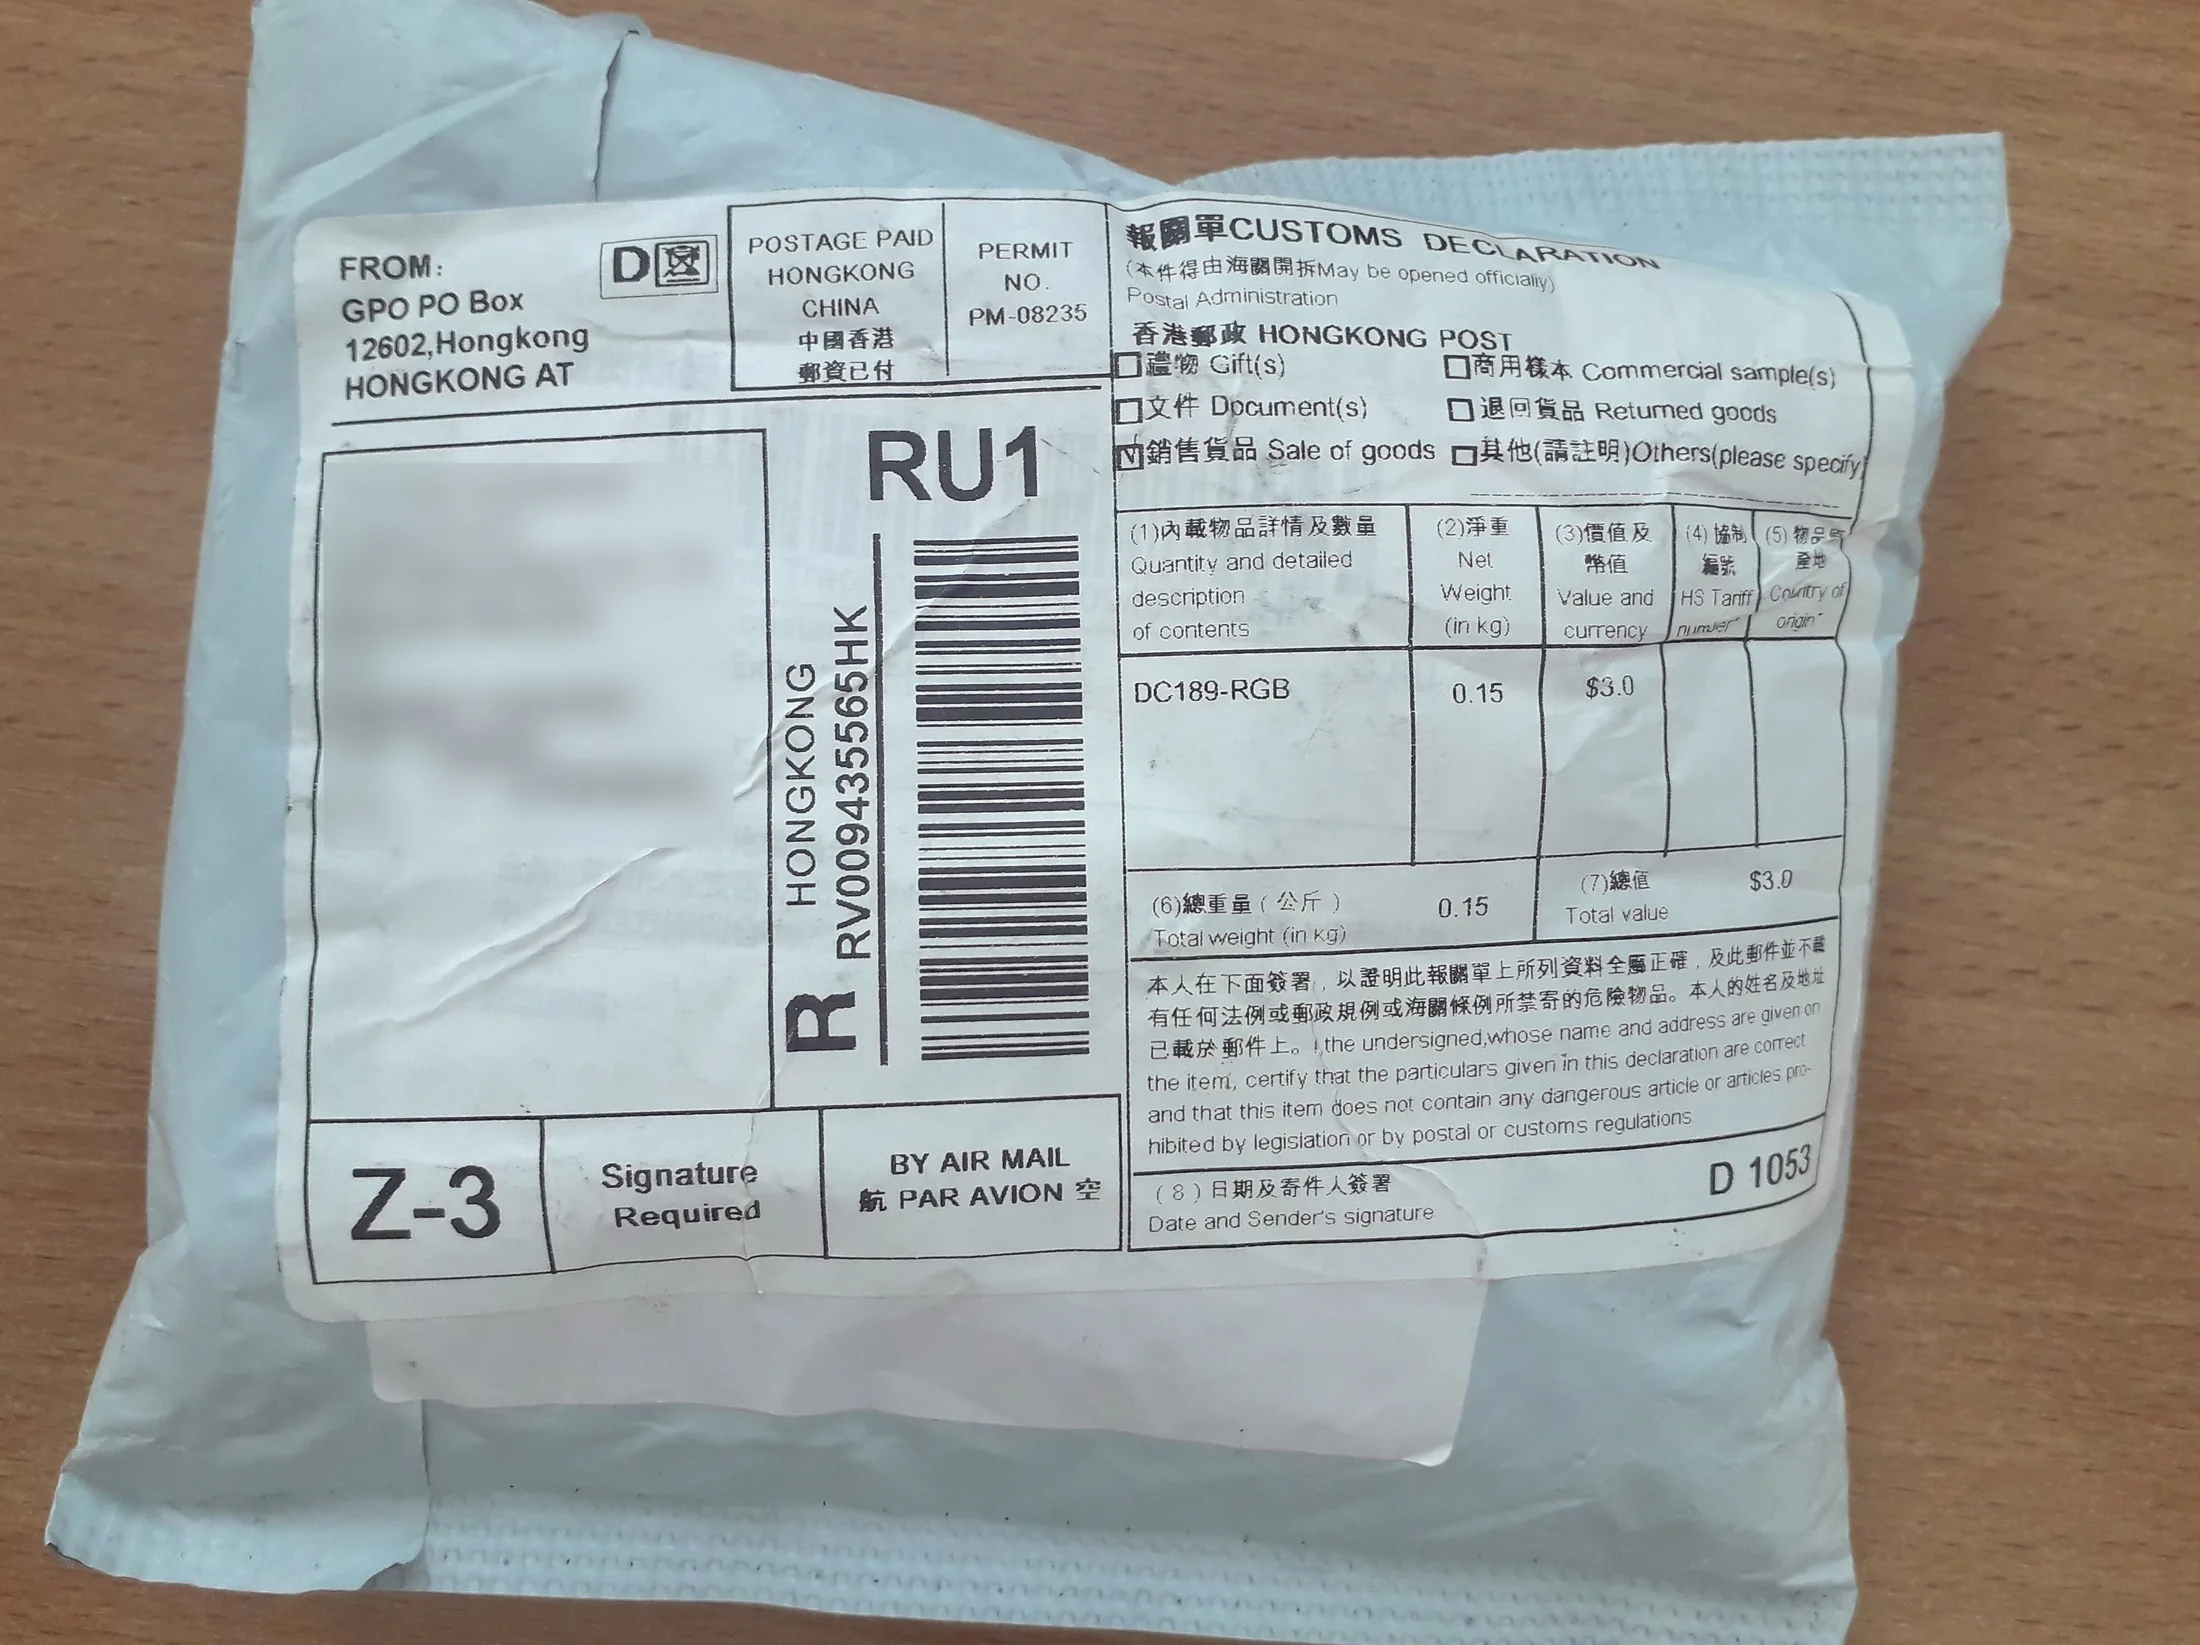 FROM:
GPO PO Box
12602,Hongkong
HONGKONG AT
D
POSTAGE PAID
HONGKONG
CHINA
中國香港
郵資已付
PERMIT
NO.
PM-08235
RU1
HONGKONG
R RV009435565HK
Z-3
Signature
Required
BY AIR MAIL
航 PAR AVION 空
報關單CUSTOMS DECLARATION
(本件得由海關開拆May be opened officially)
Postal Administration
香港郵政 HONGKONG POST
禮物 Gift(s)
商用樣本 Commercial sample(s)
文件 Dpcument(s)
退回貨品 Returned goods
銷售貨品 Sale of goods
其他(請註明)Others(please specify)
(1)內載物品詳情及數量
Quantity and detailed
description
of contents
(2)淨重
Net
Weight
(in kg)
(3)價值及
幣值
Value and
currency
(4) 協制
編號
HS Tariff
number*
(5) 物品
產地
Country of
origin*
DC189-RGB 0.15 $3.0
(6)總重量(公斤) 0.15
Total weight (in kg)
(7)總值 $3.0
Total value
本人在下面簽署，以證明此報關單上所列資料全屬正確，及此郵件並不載
有任何法例或郵政規例或海關條例所禁寄的危險物品。本人的姓名及地址
已載於郵件上。I,the undersigned,whose name and address are given on
the item, certify that the particulars given in this declaration are correct
and that this item does not contain any dangerous article or articles pro-
hibited by legislation or by postal or customs regulations
(8)日期及寄件人簽署
Date and Sender's signature
D 1053